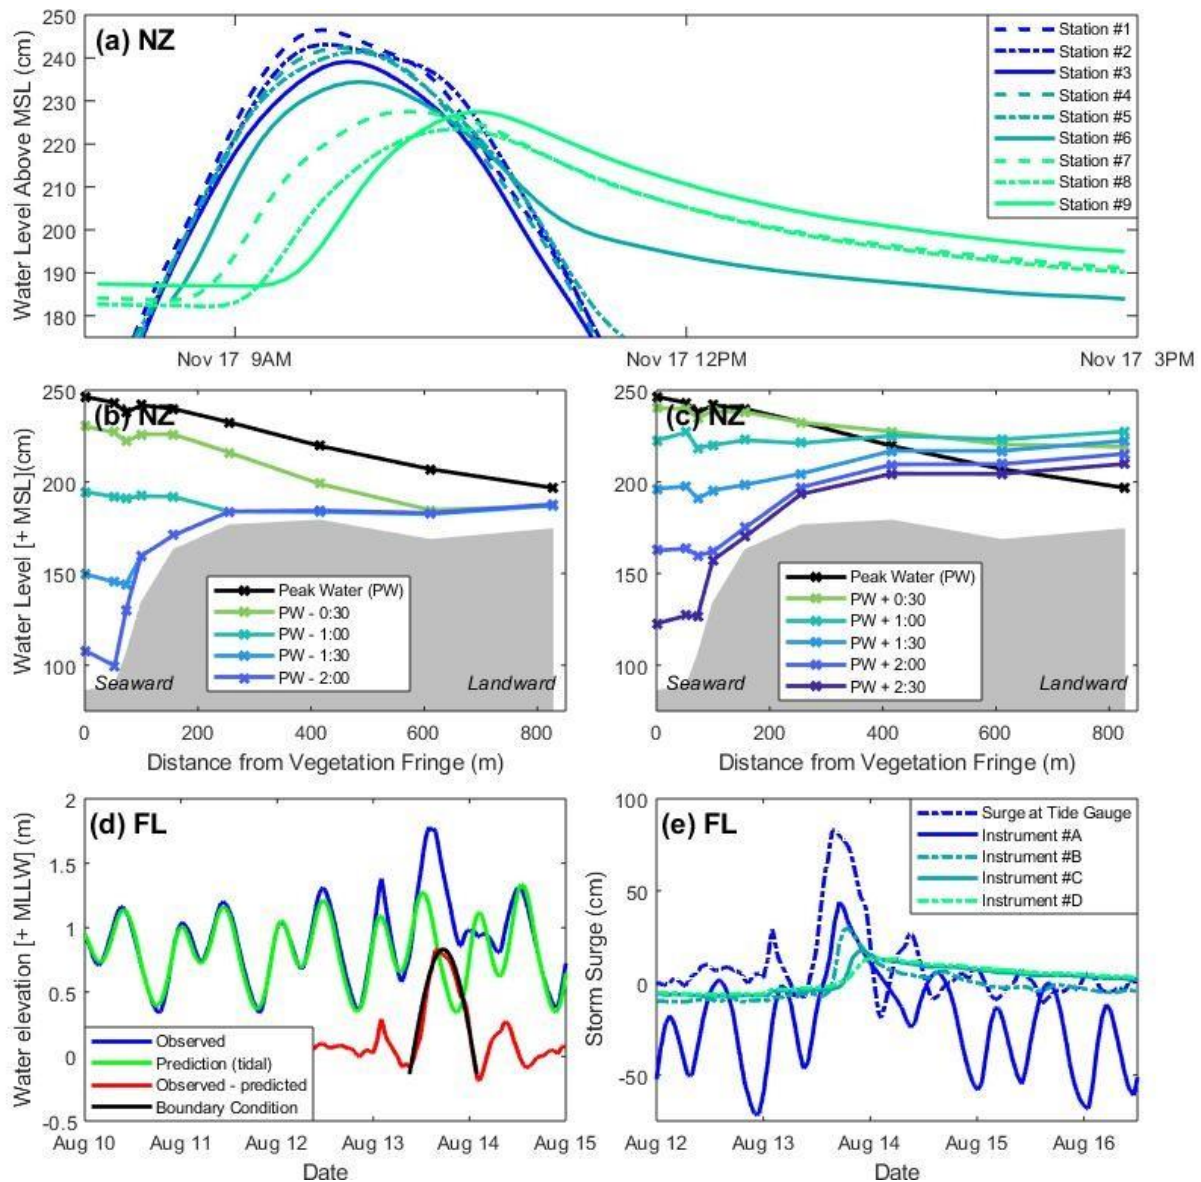 (a) NZ
Water Level Above MSL (cm)
250
240
230
220
210
200
190
180
Station #1
Station #2
Station #3
Station #4
Station #5
Station #6
Station #7
Station #8
Station #9
Nov 17 9AM
Nov 17 12PM
Nov 17 3PM
(b) NZ
Water Level [+ MSL](cm)
250
200
150
100
Peak Water (PW)
PW - 0:30
PW - 1:00
PW - 1:30
PW - 2:00
Seaward
Landward
0 200 400 600 800
Distance from Vegetation Fringe (m)
(c) NZ
250
200
150
100
Peak Water (PW)
PW + 0:30
PW + 1:00
PW + 1:30
PW + 2:00
PW + 2:30
Seaward
Landward
0 200 400 600 800
Distance from Vegetation Fringe (m)
(d) FL
Water elevation [+ MLLW] (m)
2
1.5
1
0.5
0
-0.5
Observed
Prediction (tidal)
Observed - predicted
Boundary Condition
Aug 10 Aug 11 Aug 12 Aug 13 Aug 14 Aug 15
Date
(e) FL
Storm Surge (cm)
100
50
0
-50
Surge at Tide Gauge
Instrument #A
Instrument #B
Instrument #C
Instrument #D
Aug 12 Aug 13 Aug 14 Aug 15 Aug 16
Date